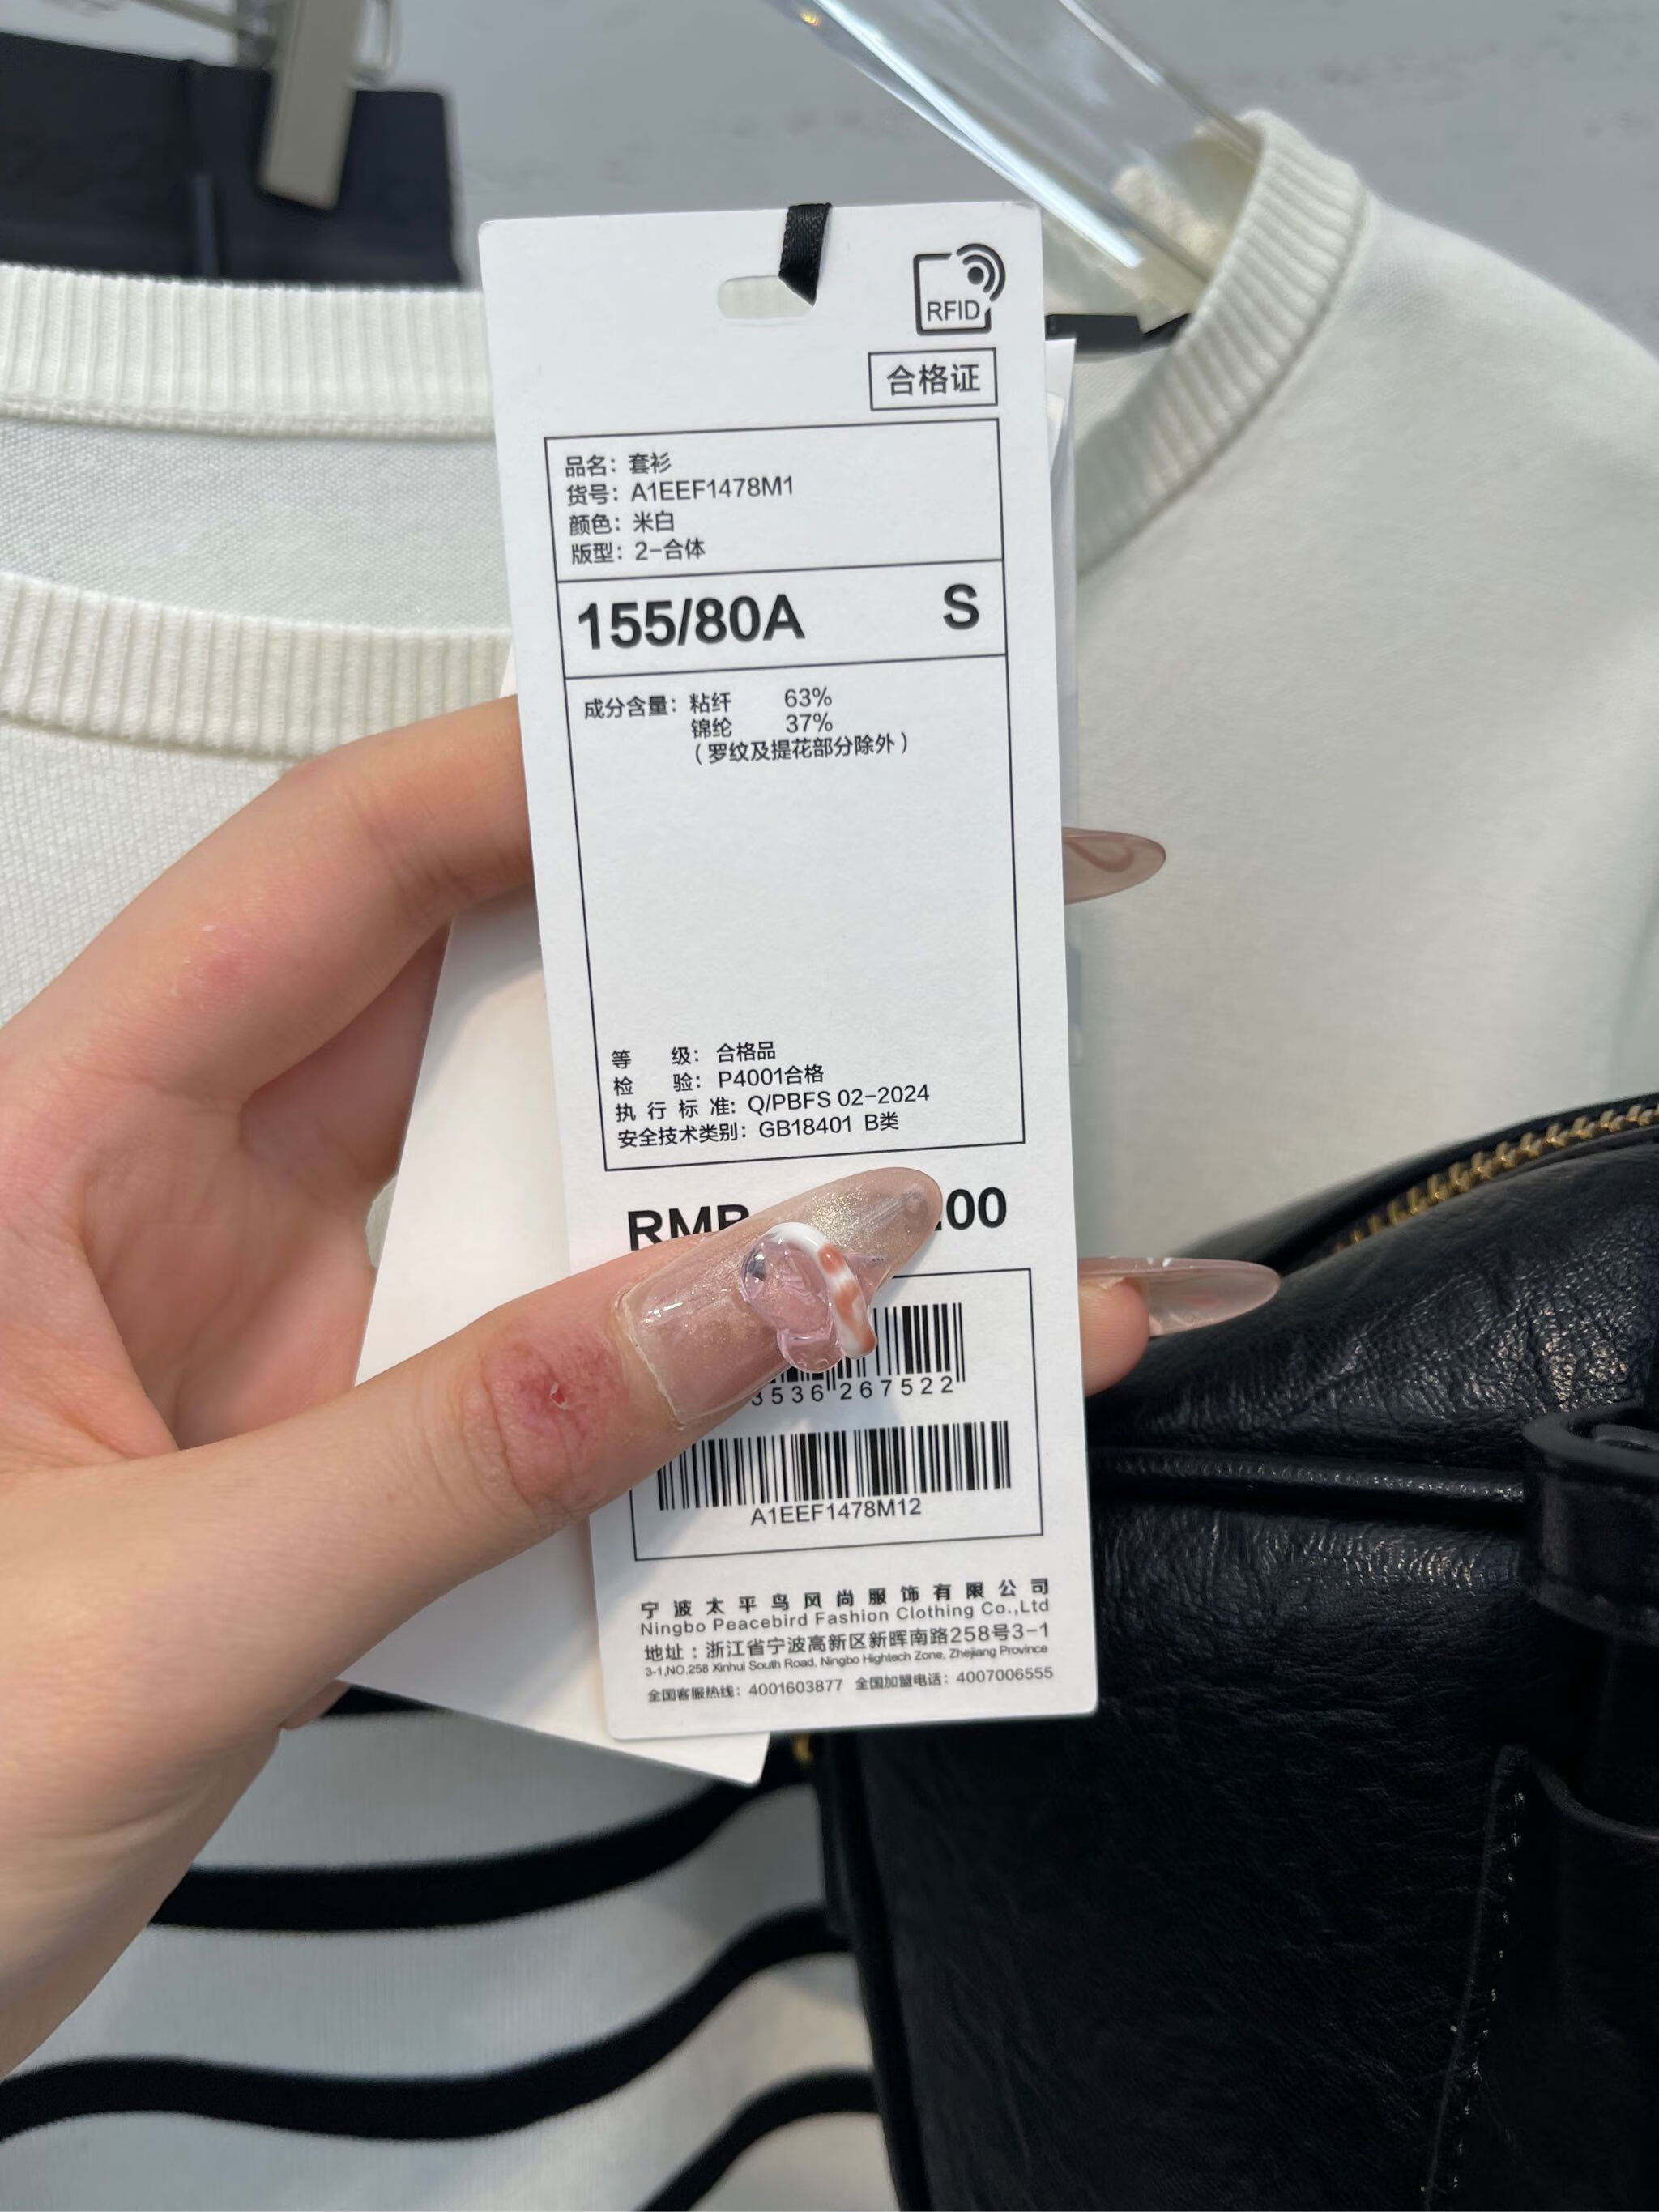 RFID
合格证
品名：套衫
货号：A1EEF1478M1
颜色：米白
版型：2-合体
155/80A S
成分含量：粘纤 63%
锦纶 37%
（罗纹及提花部分除外）
等 级：合格品
检 验：P4001合格
执行标准：Q/PBFS 02-2024
安全技术类别：GB18401 B类
RMB .00
3536 267522
A1EEF1478M12
宁波太平鸟风尚服饰有限公司
Ningbo Peacebird Fashion Clothing Co.,Ltd
地址：浙江省宁波高新区新晖南路258号3-1
3-1,NO.258 Xinhui South Road, Ningbo Hightech Zone, Zhejiang Province
全国客服热线：4001603877 全国加盟电话：4007006555